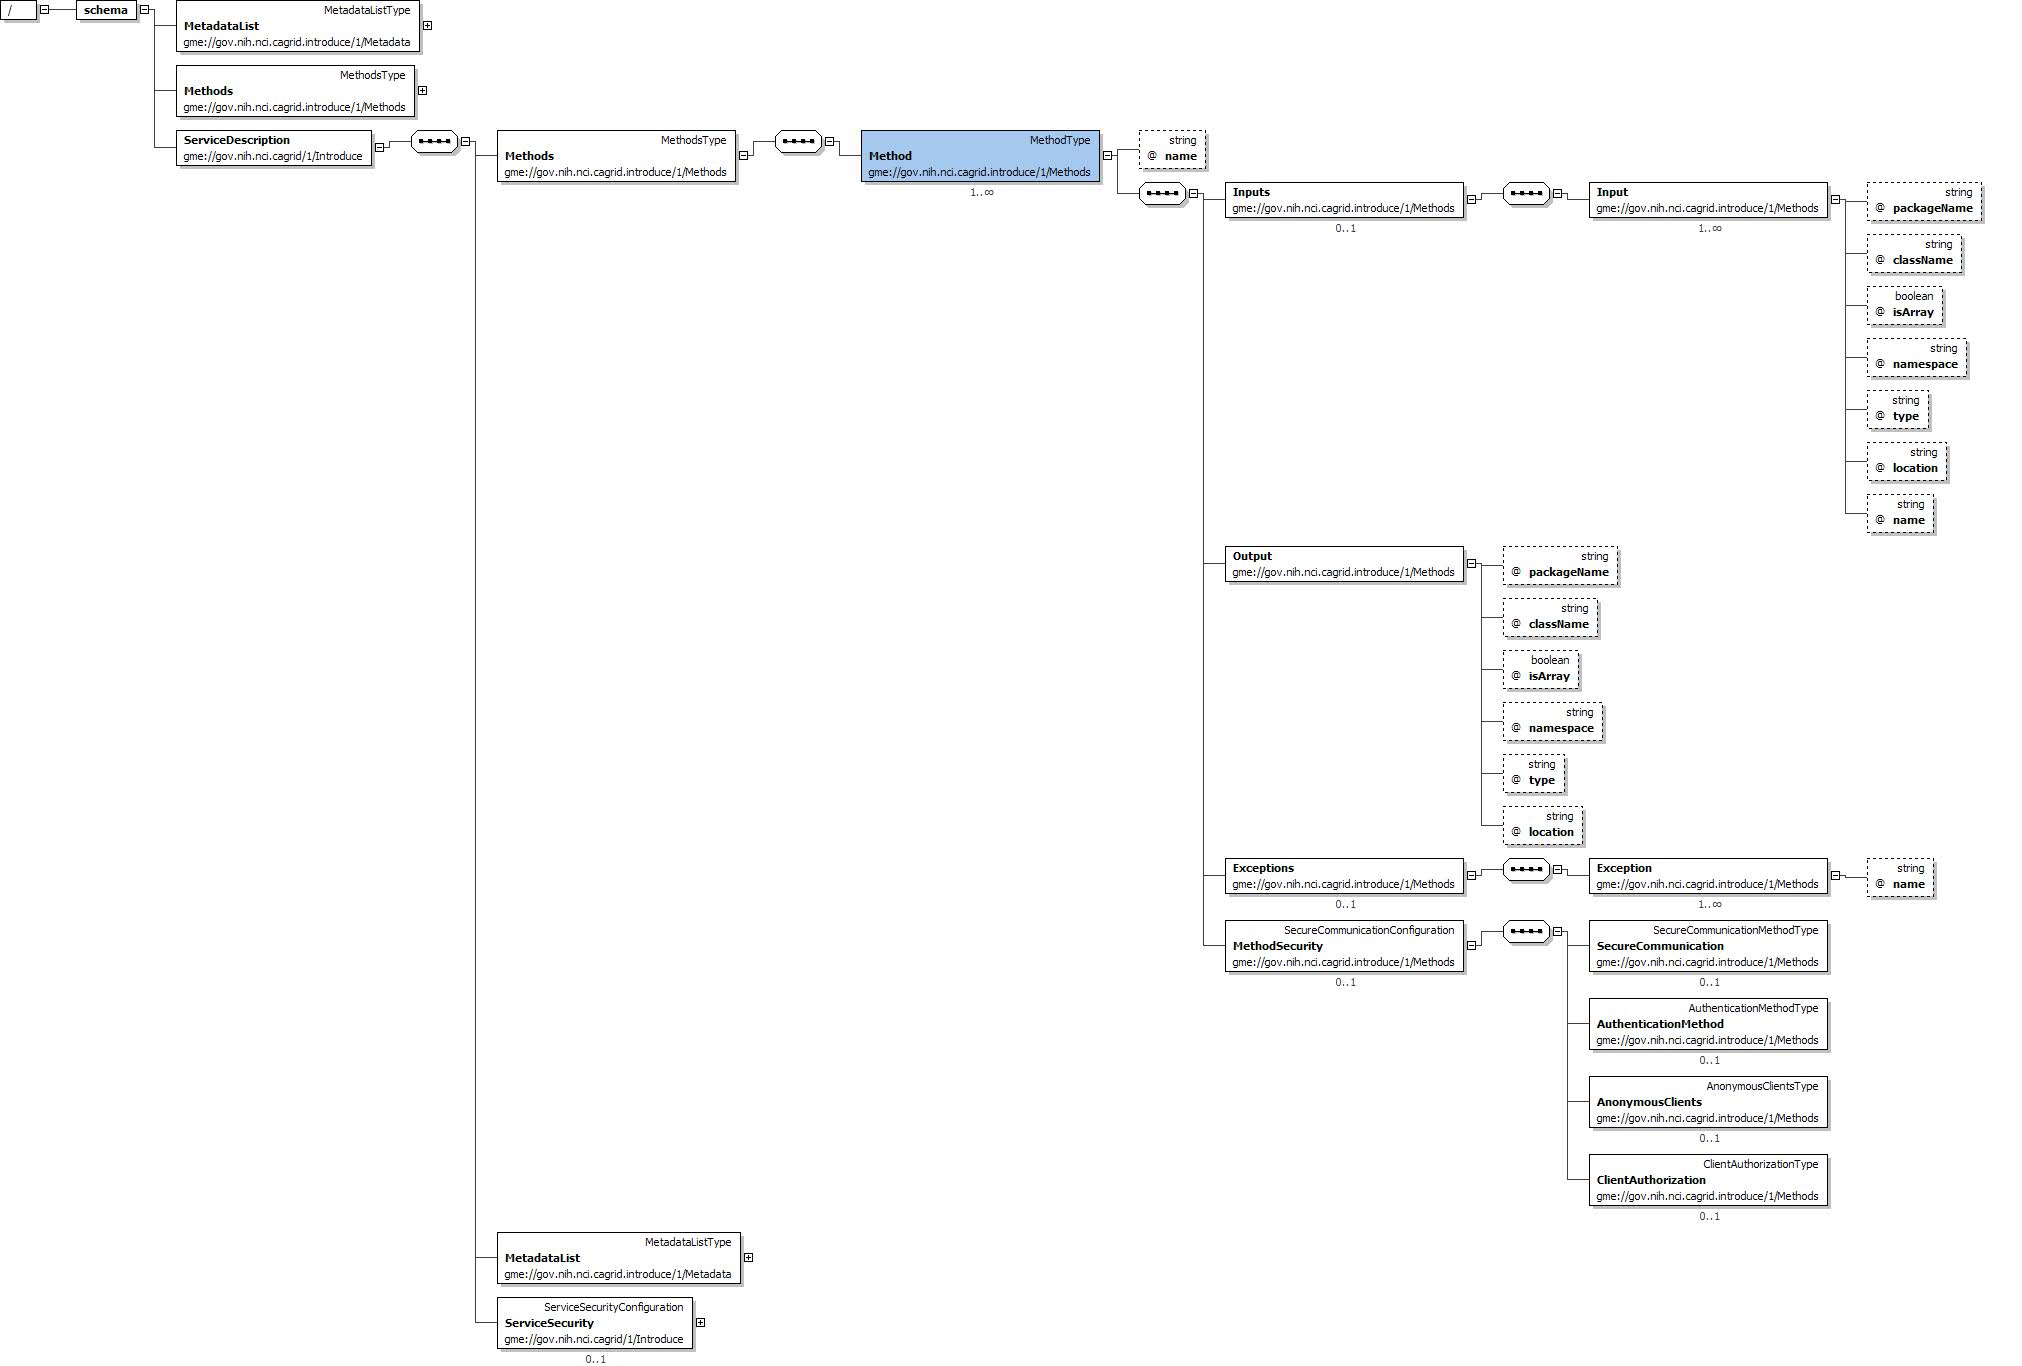 /
schema
MetadataListType
MetadataList
gme://gov.nih.nci.cagrid.introduce/1/Metadata
MethodsType
Methods
gme://gov.nih.nci.cagrid.introduce/1/Methods
ServiceDescription
gme://gov.nih.nci.cagrid/1/Introduce
MethodsType
Methods
gme://gov.nih.nci.cagrid.introduce/1/Methods
MethodType
Method
gme://gov.nih.nci.cagrid.introduce/1/Methods
1..∞
string
@ name
Inputs
gme://gov.nih.nci.cagrid.introduce/1/Methods
0..1
Input
gme://gov.nih.nci.cagrid.introduce/1/Methods
1..∞
string
@ packageName
string
@ className
boolean
@ isArray
string
@ namespace
string
@ type
string
@ location
string
@ name
Output
gme://gov.nih.nci.cagrid.introduce/1/Methods
string
@ packageName
string
@ className
boolean
@ isArray
string
@ namespace
string
@ type
string
@ location
Exceptions
gme://gov.nih.nci.cagrid.introduce/1/Methods
0..1
Exception
gme://gov.nih.nci.cagrid.introduce/1/Methods
1..∞
string
@ name
SecureCommunicationConfiguration
MethodSecurity
gme://gov.nih.nci.cagrid.introduce/1/Methods
0..1
SecureCommunicationMethodType
SecureCommunication
gme://gov.nih.nci.cagrid.introduce/1/Methods
0..1
AuthenticationMethodType
AuthenticationMethod
gme://gov.nih.nci.cagrid.introduce/1/Methods
0..1
AnonymousClientsType
AnonymousClients
gme://gov.nih.nci.cagrid.introduce/1/Methods
0..1
ClientAuthorizationType
ClientAuthorization
gme://gov.nih.nci.cagrid.introduce/1/Methods
0..1
MetadataListType
MetadataList
gme://gov.nih.nci.cagrid.introduce/1/Metadata
ServiceSecurityConfiguration
ServiceSecurity
gme://gov.nih.nci.cagrid/1/Introduce
0..1